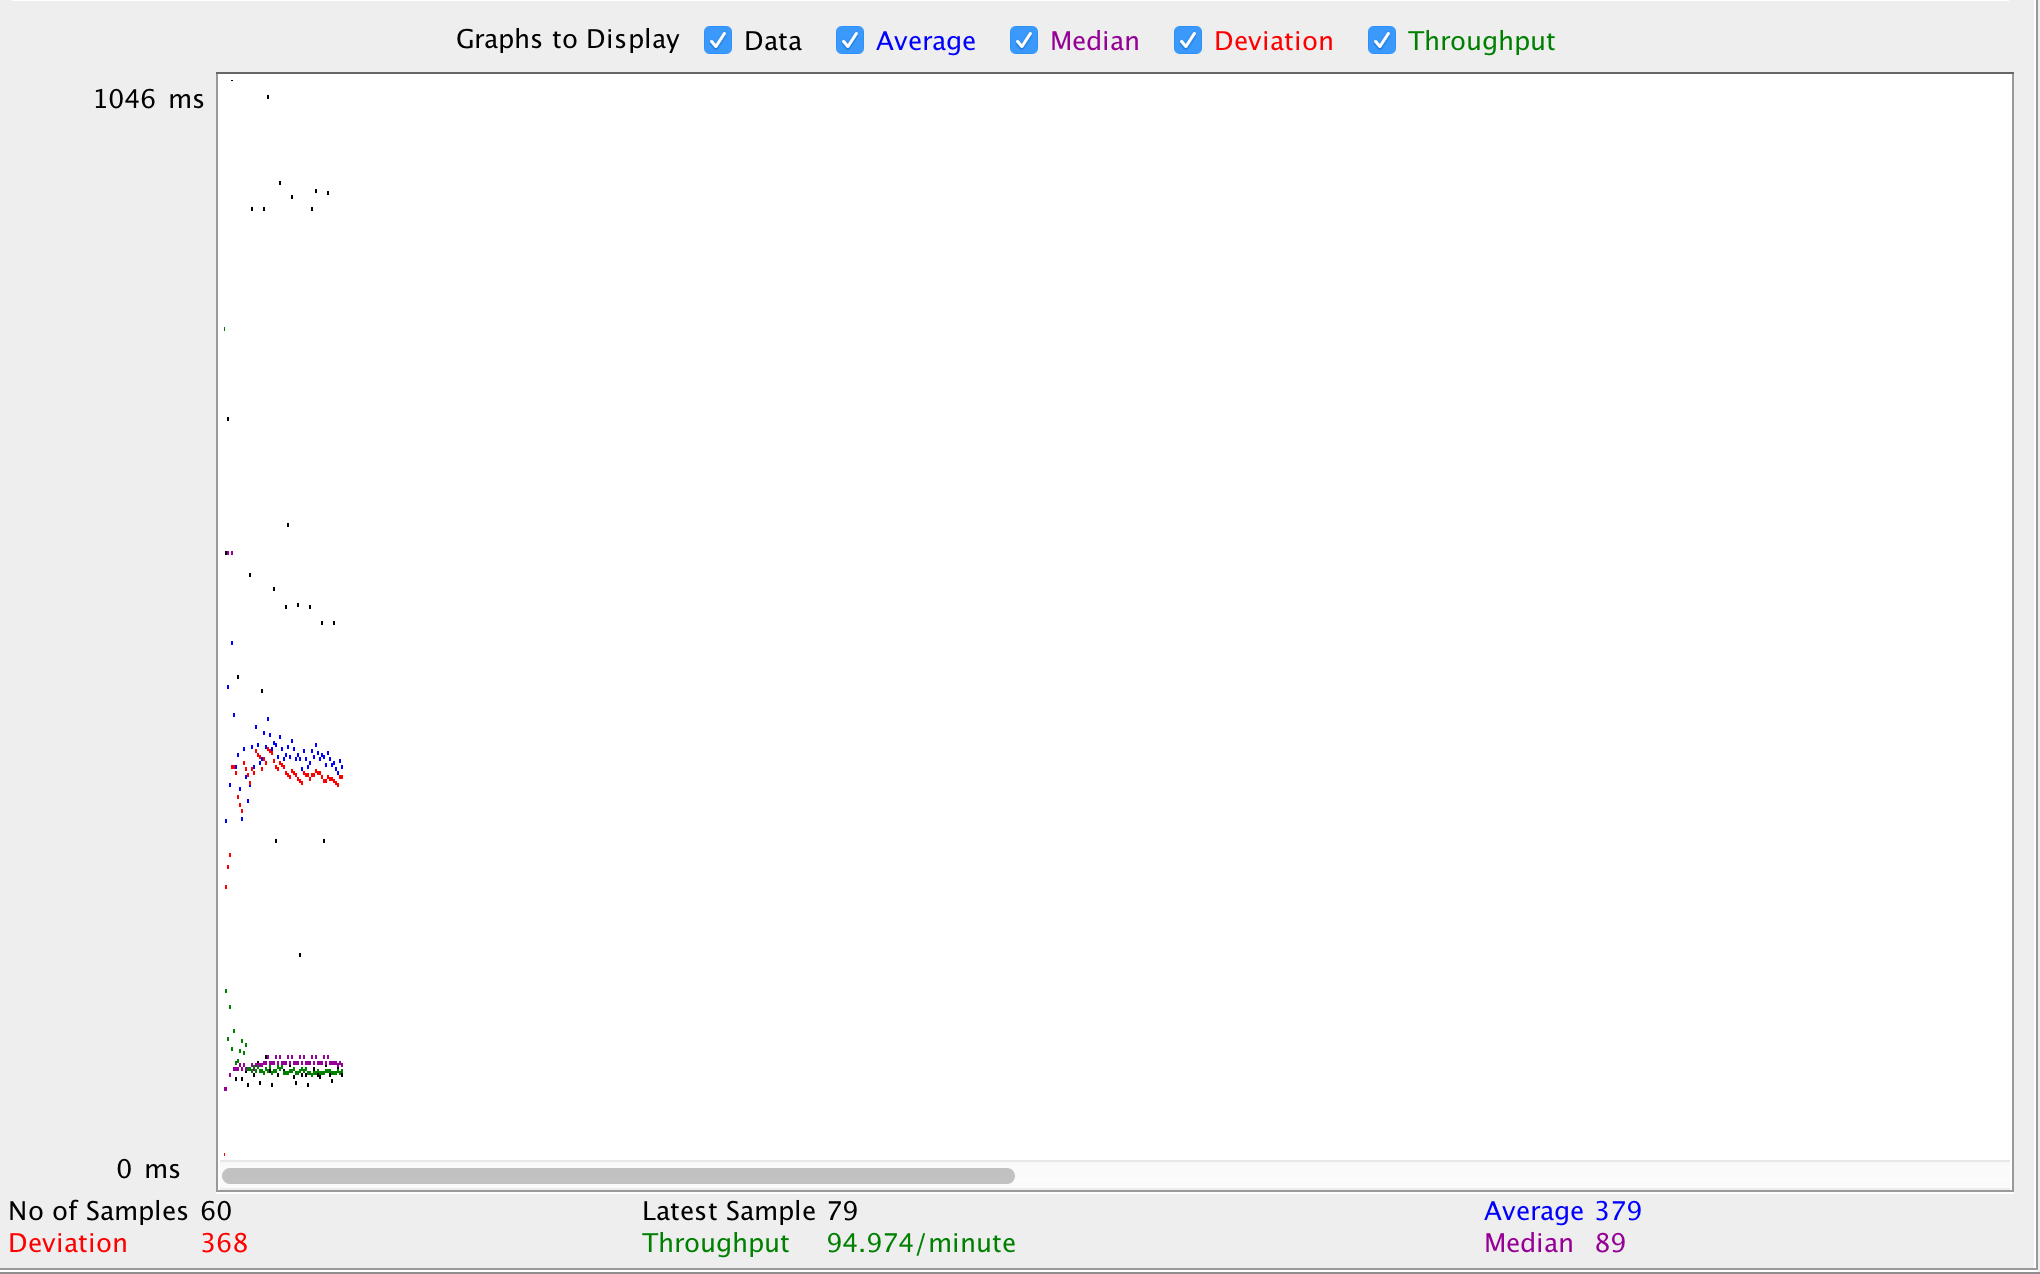 Graphs to Display Data Average Median Deviation Throughput
1046 ms
0 ms
No of Samples 60 Latest Sample 79 Average 379
Deviation 368 Throughput 94.974/minute Median 89